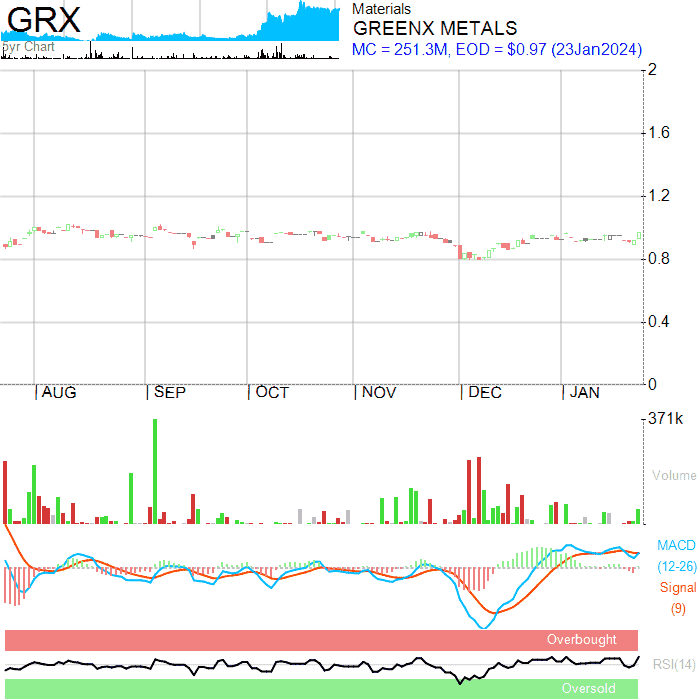 GRX
5yr Chart
Materials
GREENX METALS
MC = 251.3M, EOD = $0.97 (23Jan2024)
2
1.6
1.2
0.8
0.4
0
AUG
SEP
OCT
NOV
DEC
JAN
371k
Volume
MACD
(12-26)
Signal
(9)
Overbought
RSI(14)
Oversold